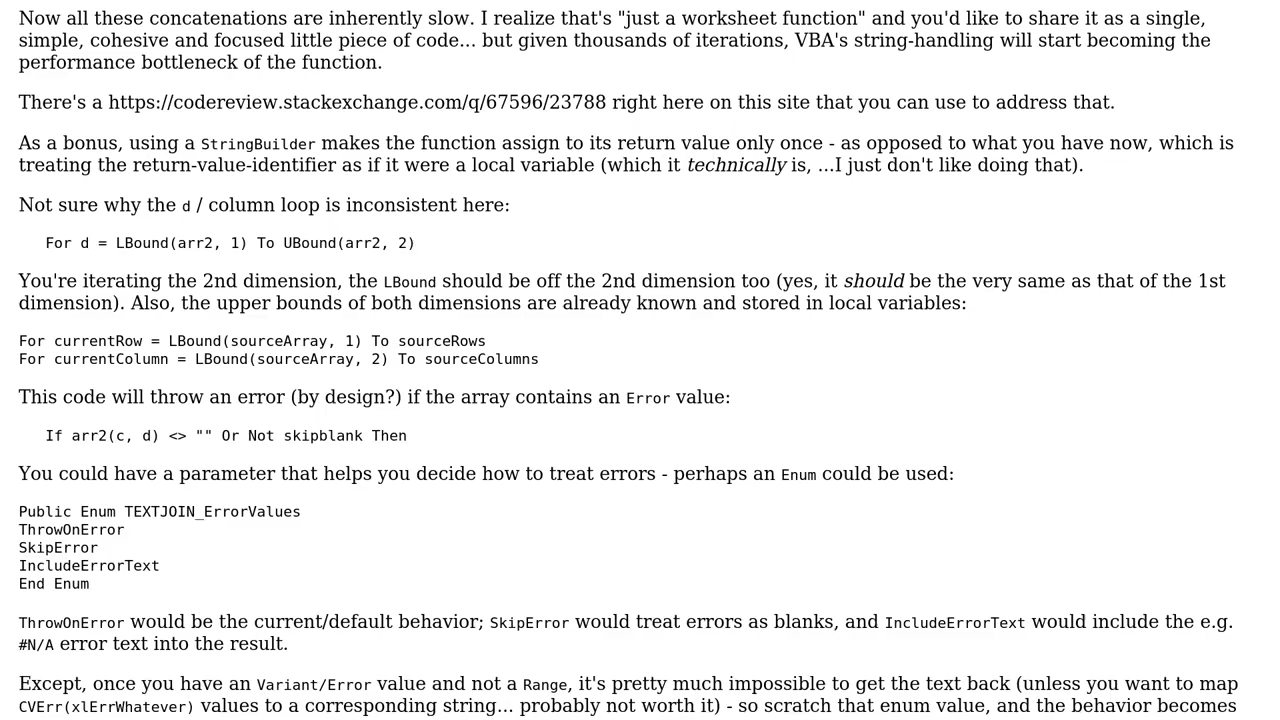 Now all these concatenations are inherently slow. I realize that's "just a worksheet function" and you'd like to share it as a single,
simple, cohesive and focused little piece of code... but given thousands of iterations, VBA's string-handling will start becoming the
performance bottleneck of the function.
There's a https://codereview.stackexchange.com/q/67596/23788 right here on this site that you can use to address that.
As a bonus, using a StringBuilder makes the function assign to its return value only once - as opposed to what you have now, which is
treating the return-value-identifier as if it were a local variable (which it technically is, ...I just don't like doing that).
Not sure why the d / column loop is inconsistent here:
For d = LBound(arr2, 1) To UBound(arr2, 2)
You're iterating the 2nd dimension, the LBound should be off the 2nd dimension too (yes, it should be the very same as that of the 1st
dimension). Also, the upper bounds of both dimensions are already known and stored in local variables:
For currentRow = LBound(sourceArray, 1) To sourceRows
For currentColumn = LBound(sourceArray, 2) To sourceColumns
This code will throw an error (by design?) if the array contains an Error value:
If arr2(c, d) <> "" Or Not skipblank Then
You could have a parameter that helps you decide how to treat errors - perhaps an Enum could be used:
Public Enum TEXTJOIN_ErrorValues
ThrowOnError
SkipError
IncludeErrorText
End Enum
ThrowOnError would be the current/default behavior; SkipError would treat errors as blanks, and IncludeErrorText would include the e.g.
#N/A error text into the result.
Except, once you have an Variant/Error value and not a Range, it's pretty much impossible to get the text back (unless you want to map
CVErr(xlErrWhatever) values to a corresponding string... probably not worth it) - so scratch that enum value, and the behavior becomes